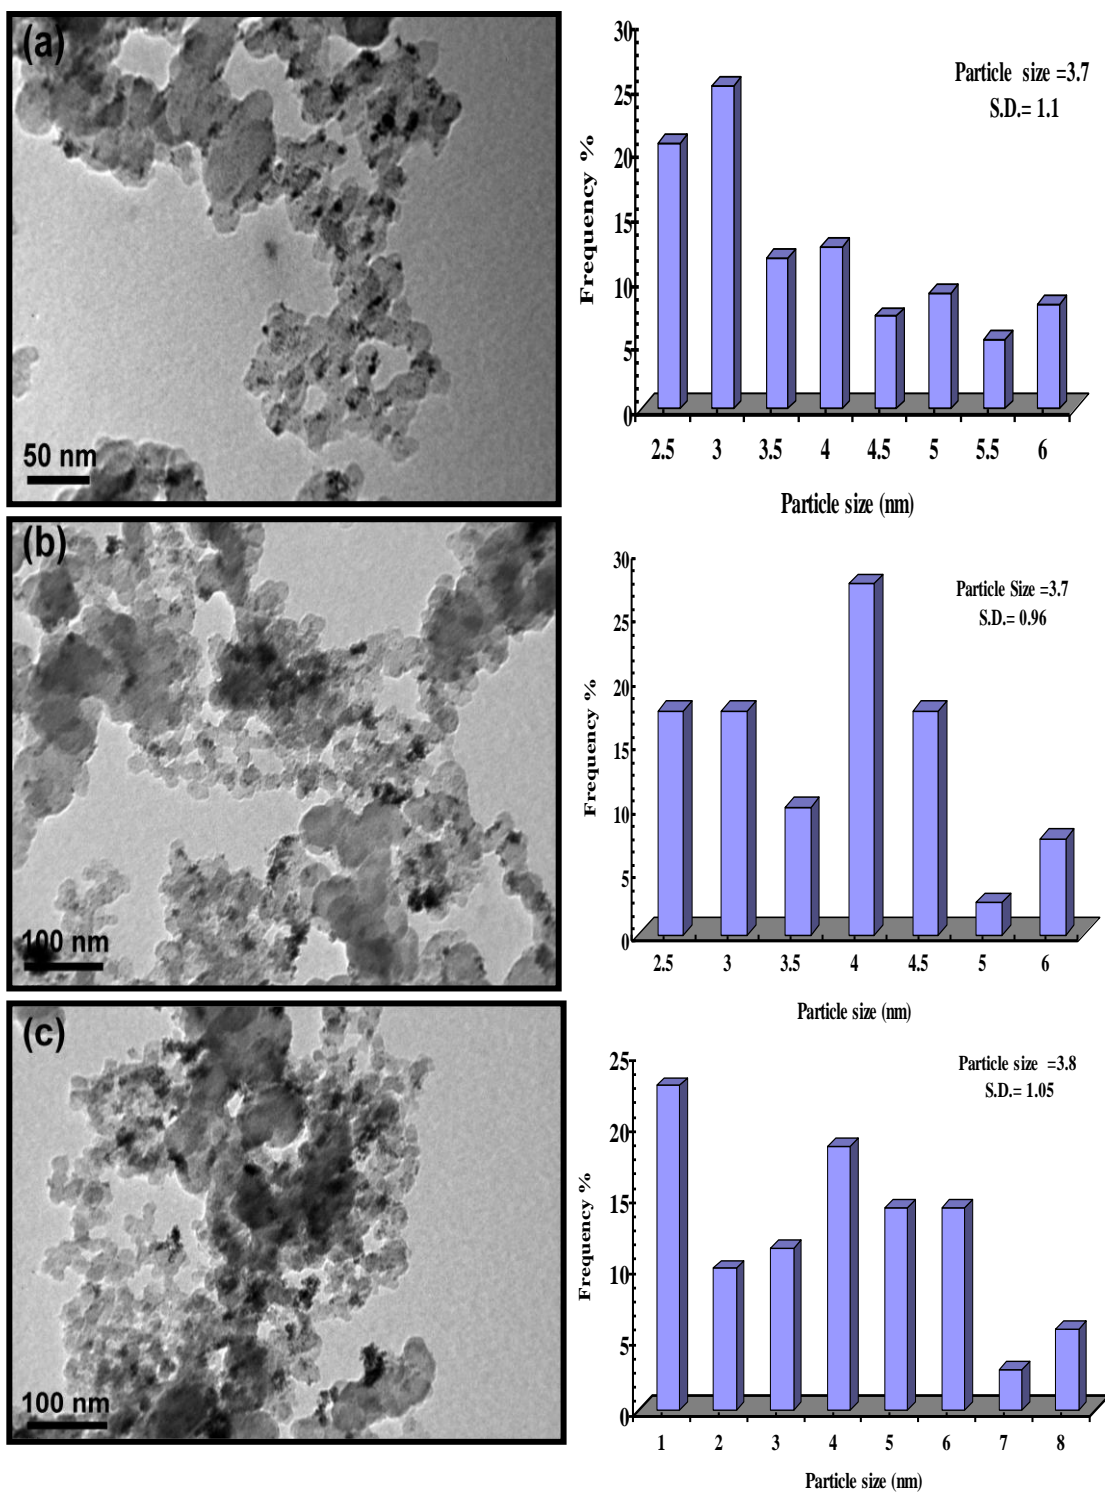 (a)
50 nm
30
25
20
15
10
5
0
Frequency %
Particle size =3.7
S.D.= 1.1
2.5 3 3.5 4 4.5 5 5.5 6
Particle size (nm)
(b)
100 nm
30
25
20
15
10
5
0
Frequency %
Particle Size =3.7
S.D.= 0.96
2.5 3 3.5 4 4.5 5 6
Particle size (nm)
(c)
100 nm
25
20
15
10
5
0
Frequency %
Particle size =3.8
S.D.= 1.05
1 2 3 4 5 6 7 8
Particle size (nm)